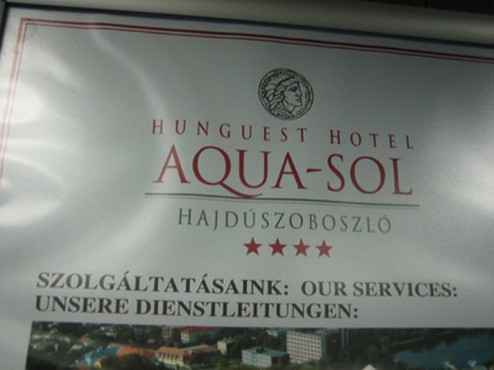 HUNGUEST HOTEL
AQUA-SOL
HAJDÚSZOBOSZLÓ
SZOLGÁLTATÁSAINK: OUR SERVICES:
UNSERE DIENSTLEITUNGEN: